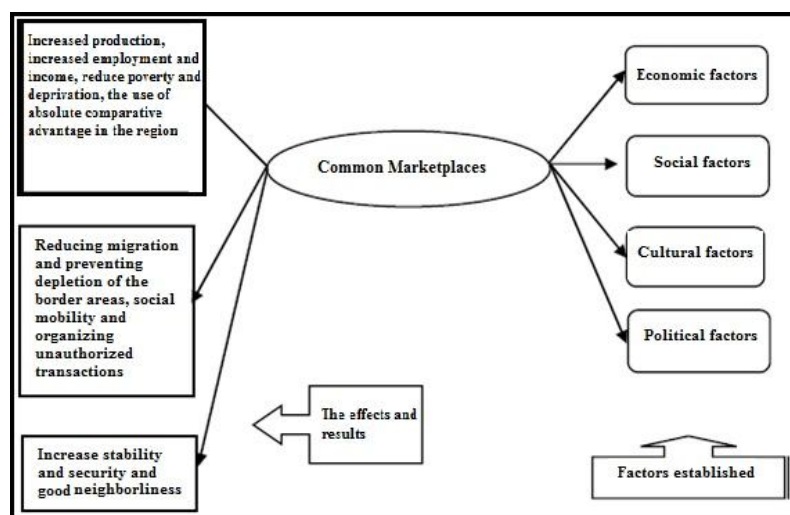 Increased production,
increased employment and
income, reduce poverty and
deprivation, the use of
absolute comparative
advantage in the region
Reducing migration
and preventing
depletion of the
border areas, social
mobility and
organizing
unauthorized
transactions
Increase stability
and security and
good neighborliness
Common Marketplaces
The effects and
results
Economic factors
Social factors
Cultural factors
Political factors
Factors established